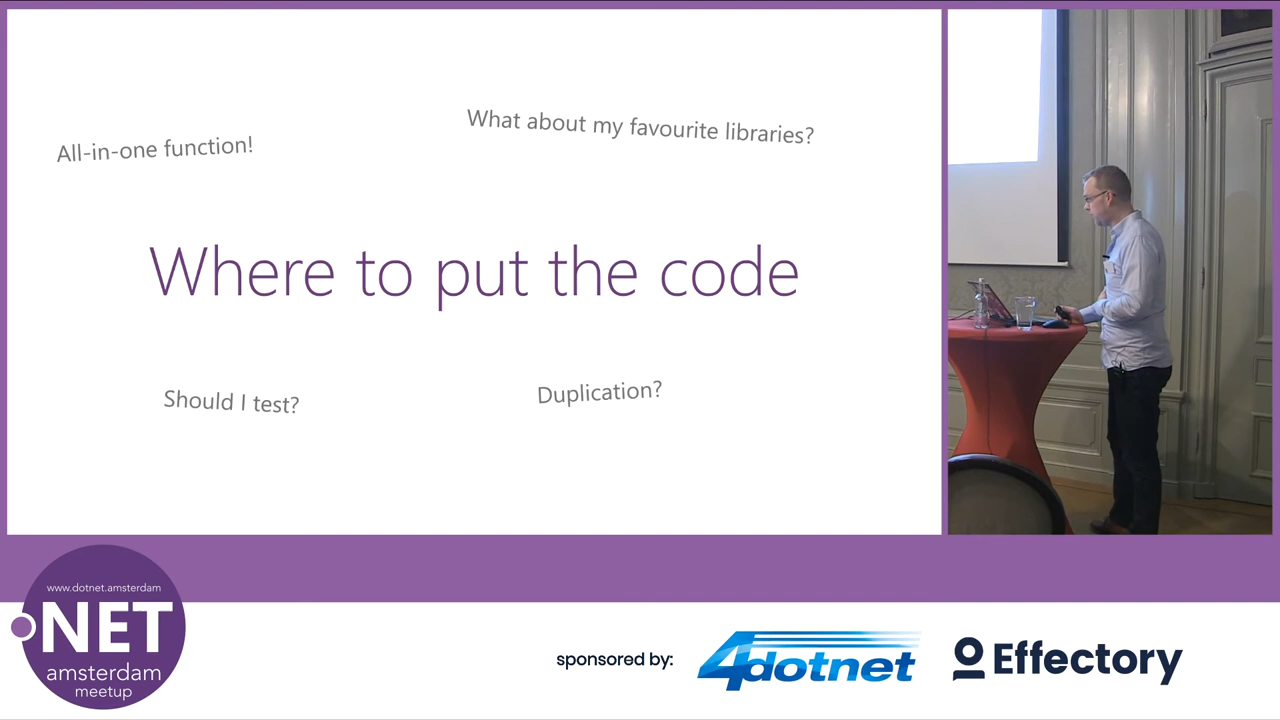 All-in-one function!
What about my favourite libraries?
Where to put the code
Should I test?
Duplication?
www.dotnet.amsterdam
NET
amsterdam
meetup
sponsored by:
4dotnet
Effectory